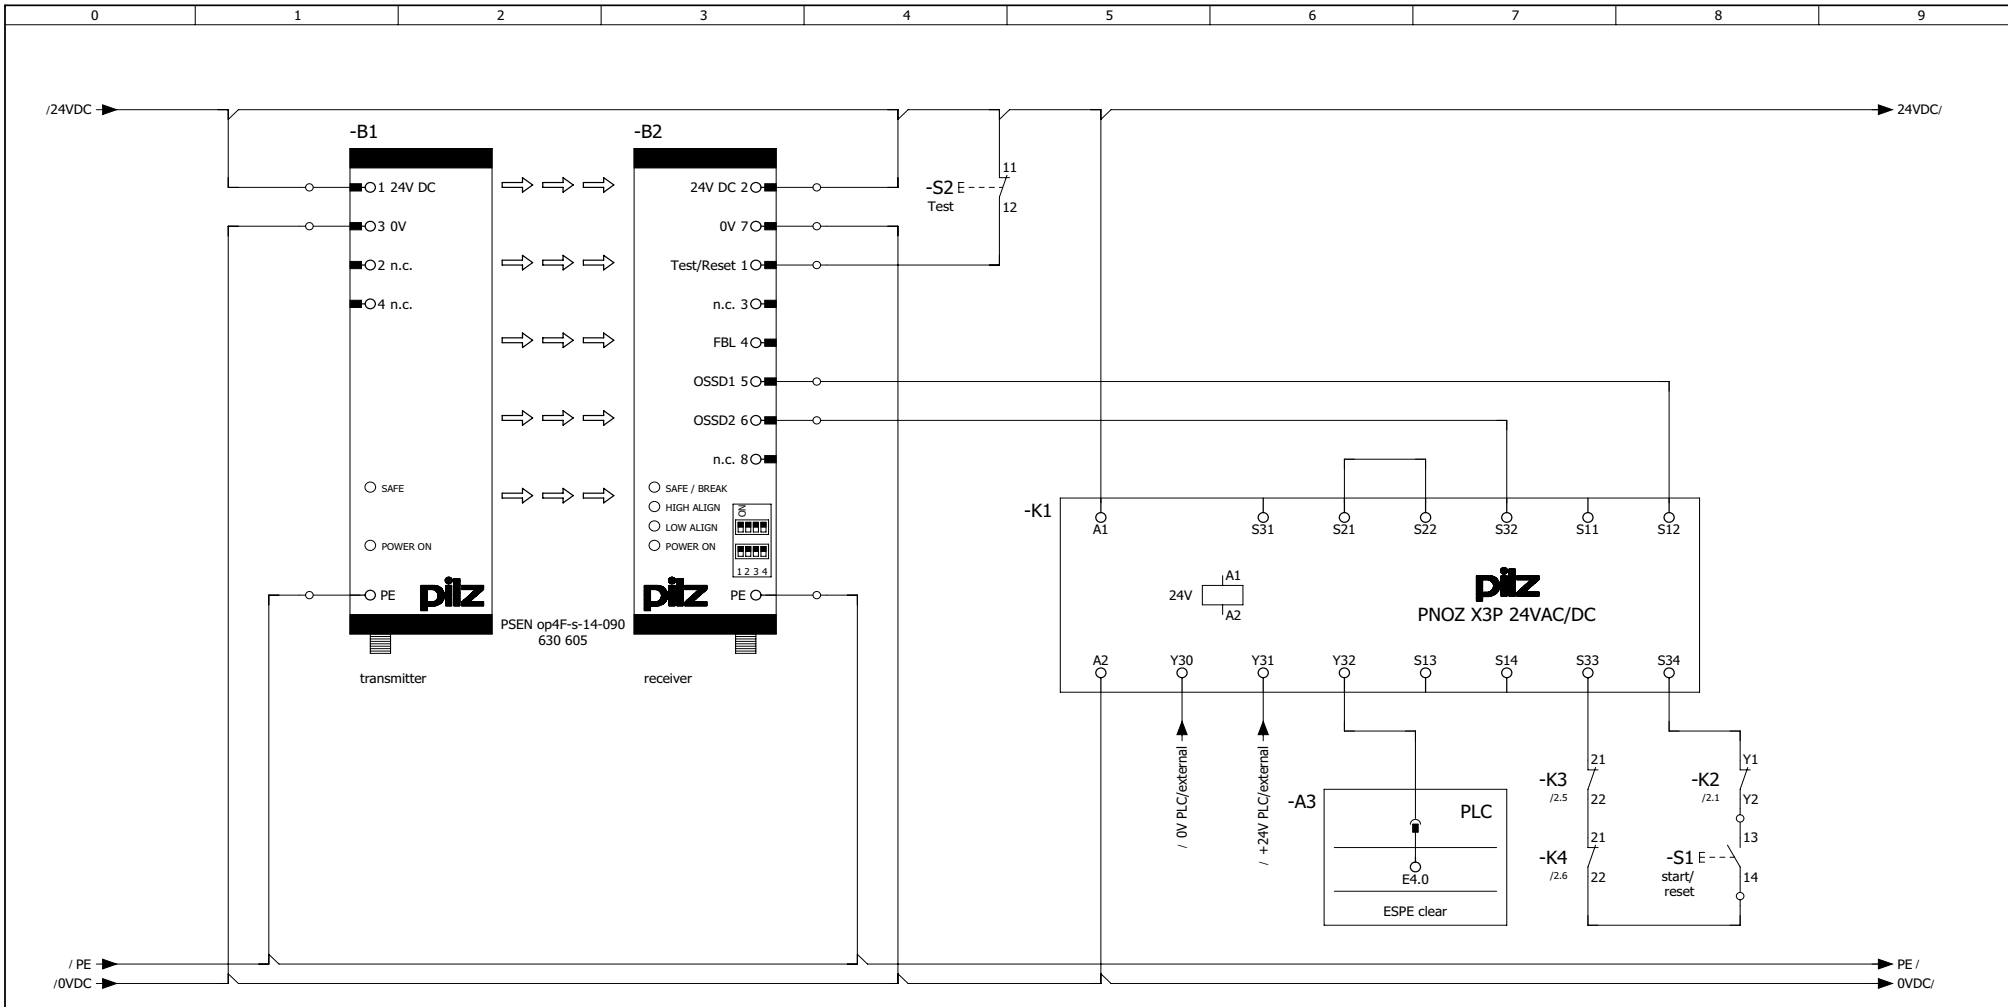 0 1 2 3 4 5 6 7 8 9
/24VDC
24VDC/
-B1
-B2
1 24V DC
3 0V
2 n.c.
4 n.c.
SAFE
POWER ON
PE
pilz
transmitter
PSEN op4F-s-14-090
630 605
24V DC 2
0V 7
Test/Reset 1
n.c. 3
FBL 4
OSSD1 5
OSSD2 6
n.c. 8
SAFE / BREAK
HIGH ALIGN
LOW ALIGN
POWER ON
ON
1 2 3 4
pilz
PE
receiver
-S2
Test
11
12
-K1
A1 S31 S21 S22 S32 S11 S12
24V
A1
A2
pilz
PNOZ X3P 24VAC/DC
A2 Y30 Y31 Y32 S13 S14 S33 S34
/ 0V PLC/external
/ +24V PLC/external
-A3
PLC
E4.0
ESPE clear
-K3
/2.5
21
22
-K4
/2.6
21
22
-K2
/2.1
Y1
Y2
-S1
start/
reset
13
14
/ PE
/0VDC
PE /
0VDC/